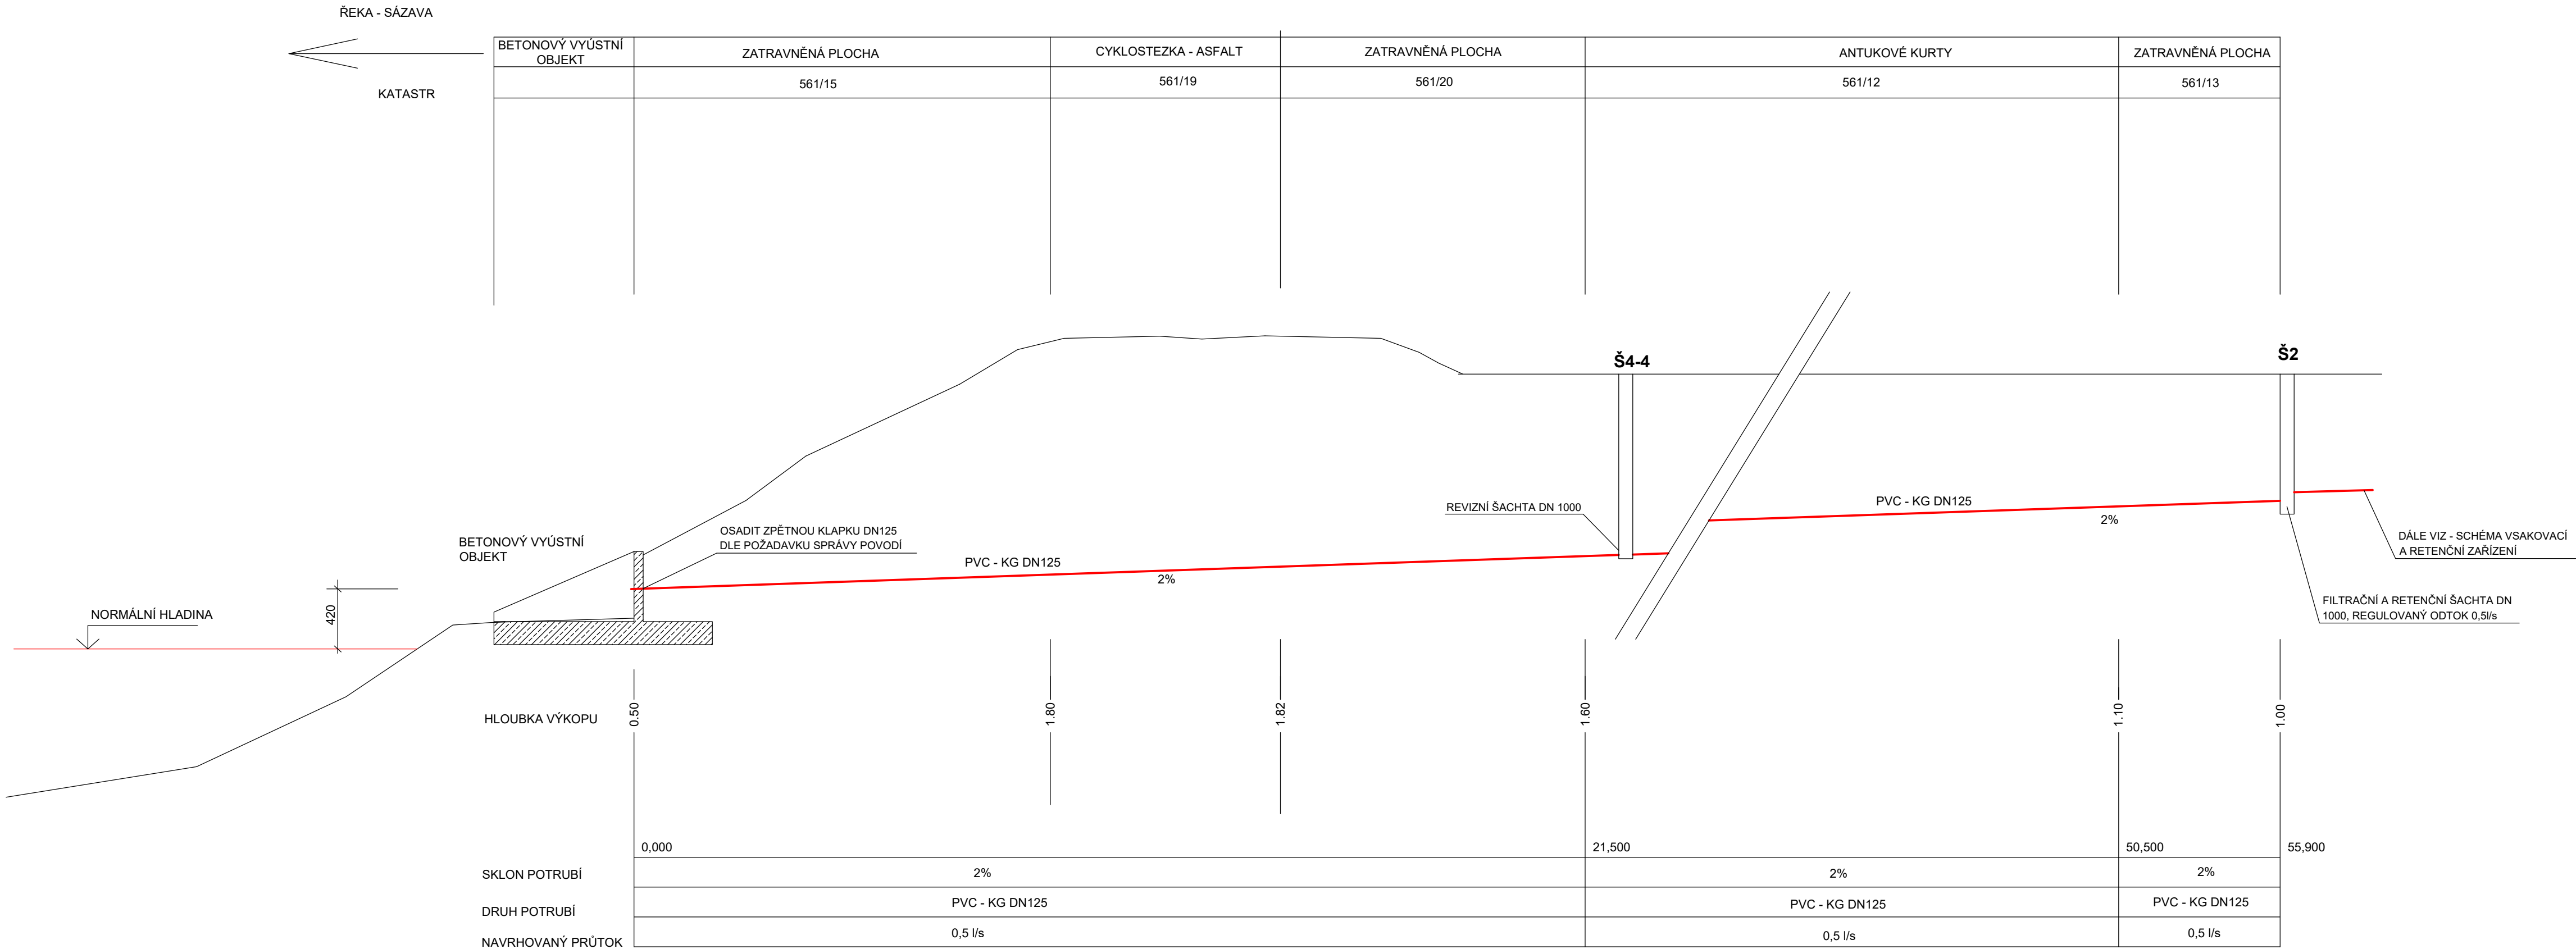 ŘEKA - SÁZAVA
BETONOVÝ VYÚSTNÍ
OBJEKT
ZATRAVNĚNÁ PLOCHA
CYKLOSTEZKA - ASFALT
ZATRAVNĚNÁ PLOCHA
ANTUKOVÉ KURTY
ZATRAVNĚNÁ PLOCHA
KATASTR
561/15
561/19
561/20
561/12
561/13
Š4-4
Š2
REVIZNÍ ŠACHTA DN 1000
PVC - KG DN125
2%
OSADIT ZPĚTNOU KLAPKU DN125
DLE POŽADAVKU SPRÁVY POVODÍ
BETONOVÝ VYÚSTNÍ
OBJEKT
PVC - KG DN125
2%
DÁLE VIZ - SCHÉMA VSAKOVACÍ
A RETENČNÍ ZAŘÍZENÍ
FILTRAČNÍ A RETENČNÍ ŠACHTA DN
1000, REGULOVANÝ ODTOK 0,5l/s
NORMÁLNÍ HLADINA
420
HLOUBKA VÝKOPU
0.50
1.80
1.82
1.60
1.10
1.00
0,000
21,500
50,500
55,900
SKLON POTRUBÍ
2%
2%
2%
DRUH POTRUBÍ
PVC - KG DN125
PVC - KG DN125
PVC - KG DN125
NAVRHOVANÝ PRŮTOK
0,5 l/s
0,5 l/s
0,5 l/s